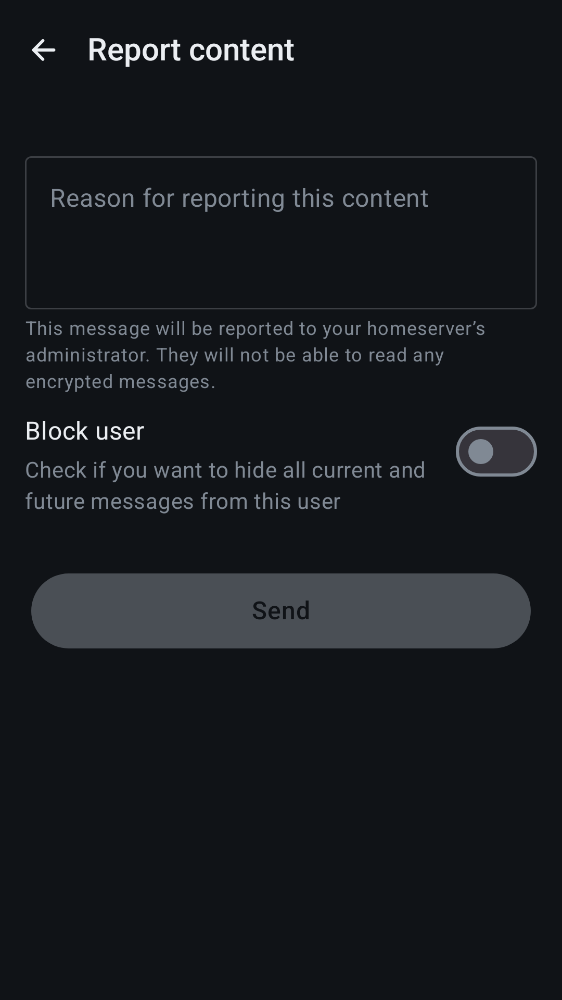 Report content
Reason for reporting this content
This message will be reported to your homeserver’s
administrator. They will not be able to read any
encrypted messages.
Block user
Check if you want to hide all current and
future messages from this user
Send